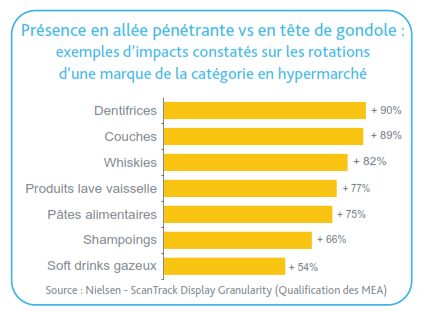 Présence en allée pénétrante vs en tête de gondole :
exemples d'impacts constatés sur les rotations
d'une marque de la catégorie en hypermarché
Dentifrices + 90%
Couches + 89%
Whiskies + 82%
Produits lave vaisselle + 77%
Pâtes alimentaires + 75%
Shampoings + 66%
Soft drinks gazeux + 54%
Source : Nielsen - ScanTrack Display Granularity (Qualification des MEA)